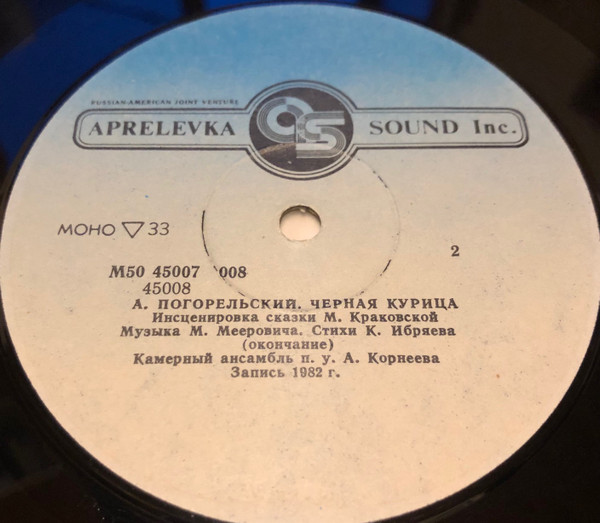 RUSSIAN-AMERICAN JOINT VENTURE
APRELEVKA AS SOUND Inc.
МОНО ▽ 33
2
М50 45007 008
45008
А. ПОГОРЕЛЬСКИЙ. ЧЕРНАЯ КУРИЦА
Инсценировка сказки М. Краковской
Музыка М. Мееровича. Стихи К. Ибряева
(окончание)
Камерный ансамбль п. у. А. Корнеева
Запись 1982 г.